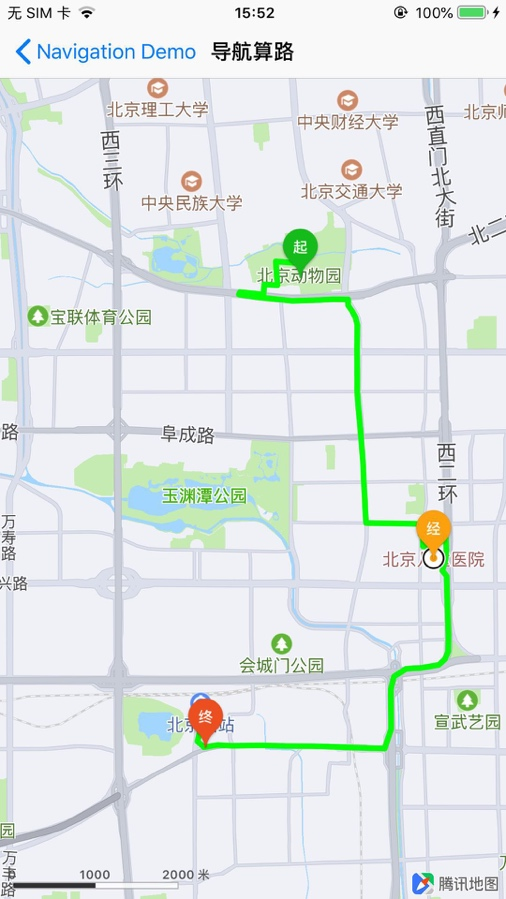 无 SIM 卡
15:52
100%
Navigation Demo
导航算路
北京理工大学
中央财经大学
北京师
西三环
西直门北大街
中央民族大学
北京交通大学
北二
起
北京动物园
宝联体育公园
路
阜成路
西二环
玉渊潭公园
万寿路
经
北京 医院
兴路
会城门公园
终
北京 站
宣武艺园
园
万丰路
1000
2000 米
腾讯地图